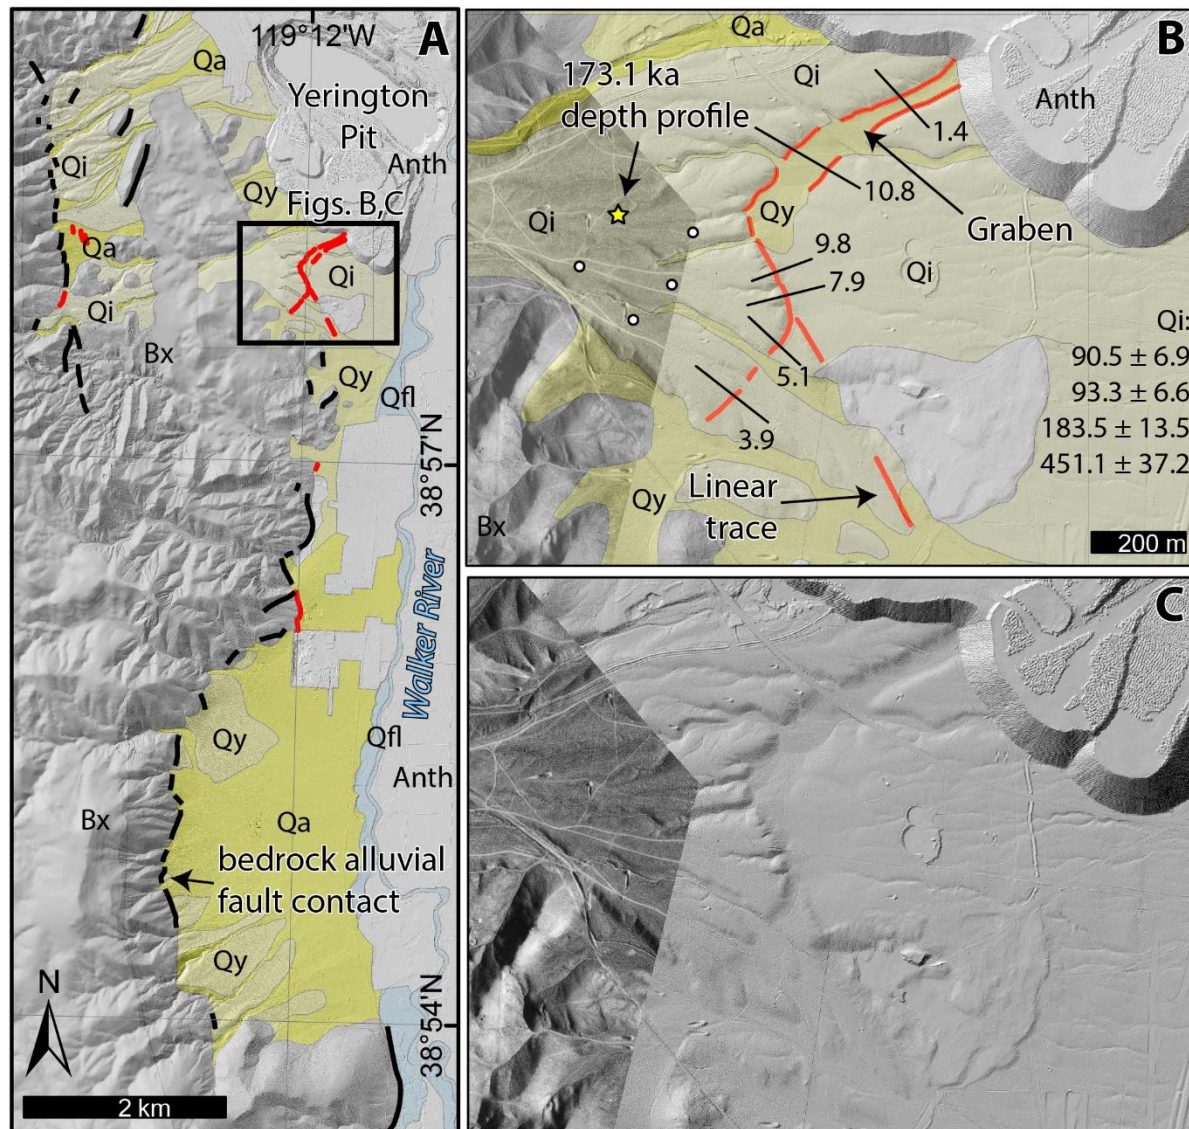 A
119°12'W
Qa
Yerington
Pit
Anth
Qi
Qy
Figs. B,C
Qa
Qi
Qi
Bx
Qy
Qfl
38°57'N
Walker River
Qy
Qfl
Anth
Bx
Qa
bedrock alluvial
fault contact
Qy
N
38°54'N
2 km
B
Qa
173.1 ka
depth profile
Qi
Anth
1.4
10.8
Qi
Qy
Graben
9.8
Qi
7.9
Qi:
90.5 ± 6.9
5.1
93.3 ± 6.6
3.9
183.5 ± 13.5
451.1 ± 37.2
Linear
trace
Qy
Bx
200 m
C